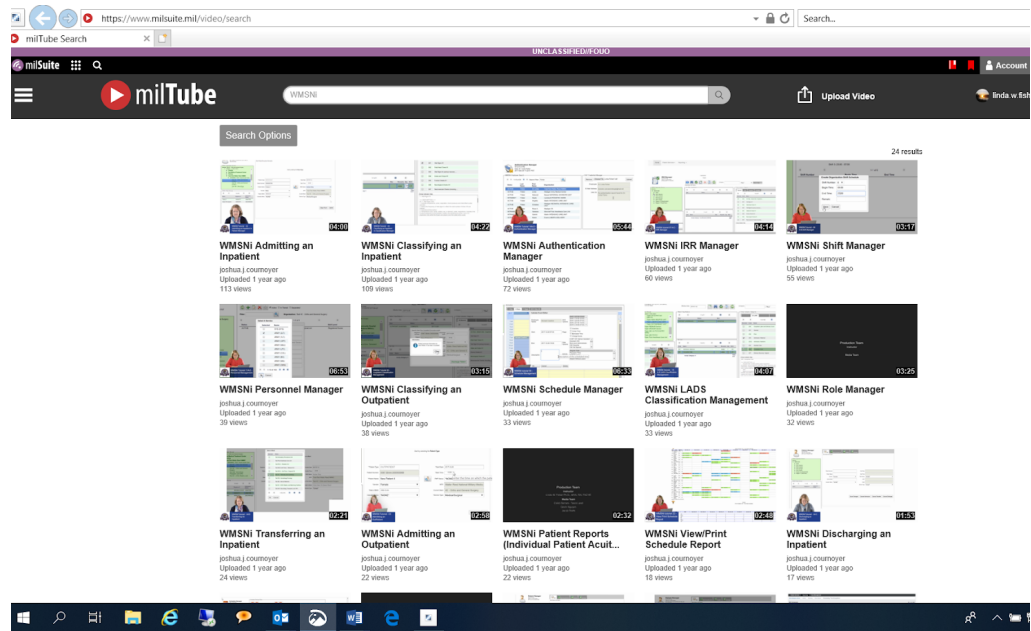 https://www.milsuite.mil/video/search
Search...
milTube Search
UNCLASSIFIED//FOUO
milSuite
Account
milTube
WMSNi
Upload Video
linda.w.fish
Search Options
24 results
04:00
04:22
05:44
04:14
03:17
WMSNi Admitting an Inpatient
joshua.j.cournoyer
Uploaded 1 year ago
113 views
WMSNi Classifying an Inpatient
joshua.j.cournoyer
Uploaded 1 year ago
109 views
WMSNi Authentication Manager
joshua.j.cournoyer
Uploaded 1 year ago
72 views
WMSNi IRR Manager
joshua.j.cournoyer
Uploaded 1 year ago
60 views
WMSNi Shift Manager
joshua.j.cournoyer
Uploaded 1 year ago
55 views
06:53
03:15
06:33
04:07
03:25
WMSNi Personnel Manager
joshua.j.cournoyer
Uploaded 1 year ago
39 views
WMSNi Classifying an Outpatient
joshua.j.cournoyer
Uploaded 1 year ago
38 views
WMSNi Schedule Manager
joshua.j.cournoyer
Uploaded 1 year ago
33 views
WMSNi LADS Classification Management
joshua.j.cournoyer
Uploaded 1 year ago
33 views
WMSNi Role Manager
joshua.j.cournoyer
Uploaded 1 year ago
32 views
02:21
02:58
02:32
02:48
01:53
WMSNi Transferring an Inpatient
joshua.j.cournoyer
Uploaded 1 year ago
24 views
WMSNi Admitting an Outpatient
joshua.j.cournoyer
Uploaded 1 year ago
22 views
WMSNi Patient Reports (Individual Patient Acuit...
joshua.j.cournoyer
Uploaded 1 year ago
22 views
WMSNi View/Print Schedule Report
joshua.j.cournoyer
Uploaded 1 year ago
18 views
WMSNi Discharging an Inpatient
joshua.j.cournoyer
Uploaded 1 year ago
17 views